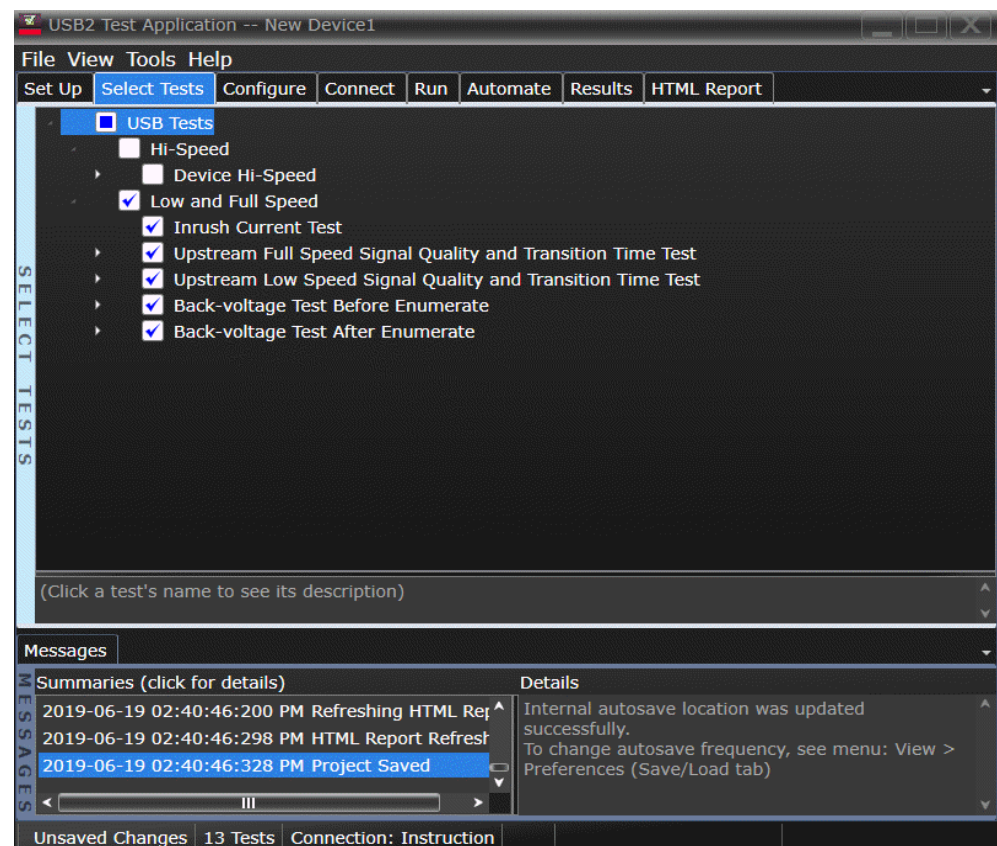 USB2 Test Application -- New Device1
File View Tools Help
Set Up Select Tests Configure Connect Run Automate Results HTML Report
SELECT TESTS
USB Tests
Hi-Speed
Device Hi-Speed
Low and Full Speed
Inrush Current Test
Upstream Full Speed Signal Quality and Transition Time Test
Upstream Low Speed Signal Quality and Transition Time Test
Back-voltage Test Before Enumerate
Back-voltage Test After Enumerate
(Click a test's name to see its description)
Messages
MESSAGES
Summaries (click for details)
2019-06-19 02:40:46:200 PM Refreshing HTML Rep
2019-06-19 02:40:46:298 PM HTML Report Refresh
2019-06-19 02:40:46:328 PM Project Saved
Details
Internal autosave location was updated
successfully.
To change autosave frequency, see menu: View >
Preferences (Save/Load tab)
Unsaved Changes 13 Tests Connection: Instruction